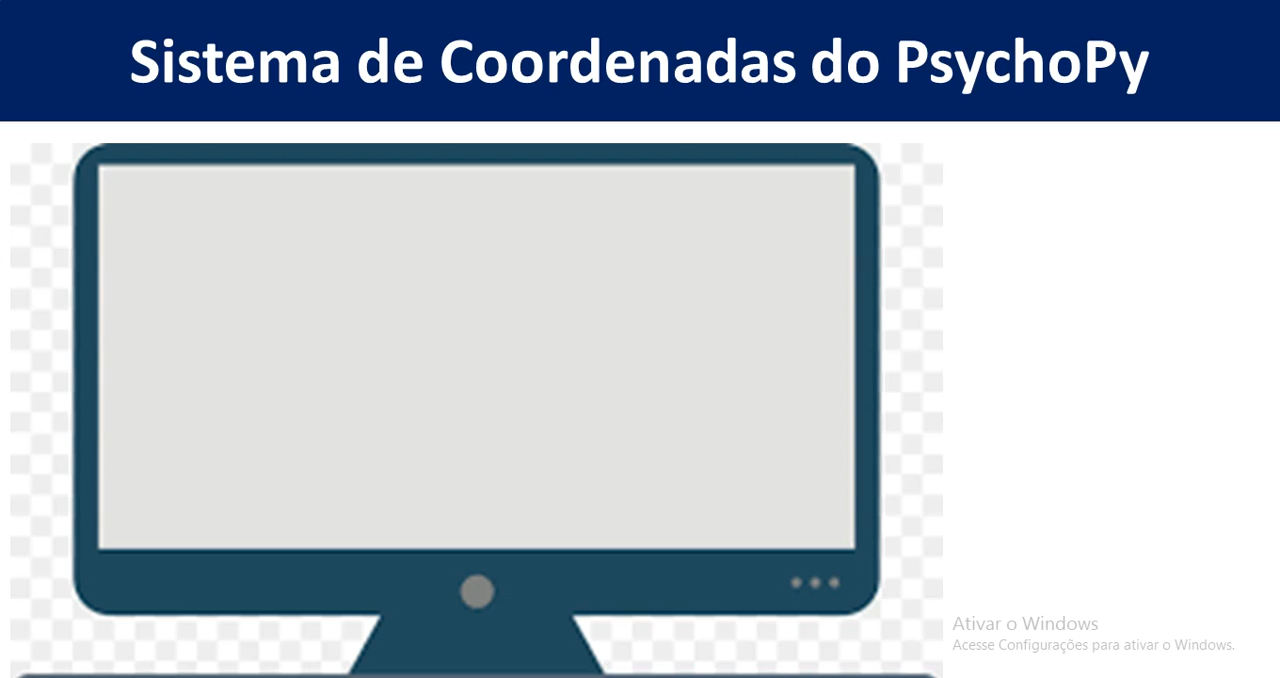 Sistema de Coordenadas do PsychoPy
Ativar o Windows
Acesse Configurações para ativar o Windows.